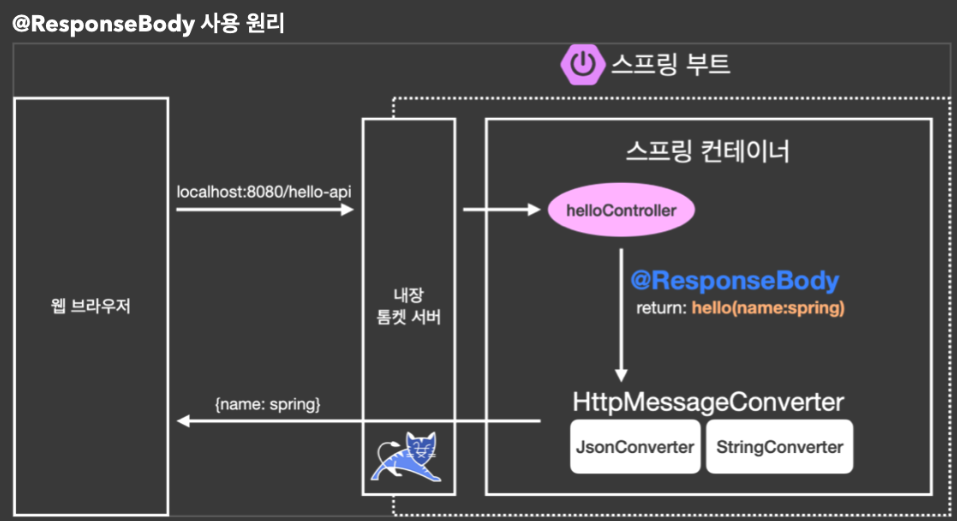 @ResponseBody 사용 원리
스프링 부트
스프링 컨테이너
localhost:8080/hello-api
helloController
@ResponseBody
return: hello(name:spring)
웹 브라우저
내장
톰켓 서버
{name: spring}
HttpMessageConverter
JsonConverter
StringConverter